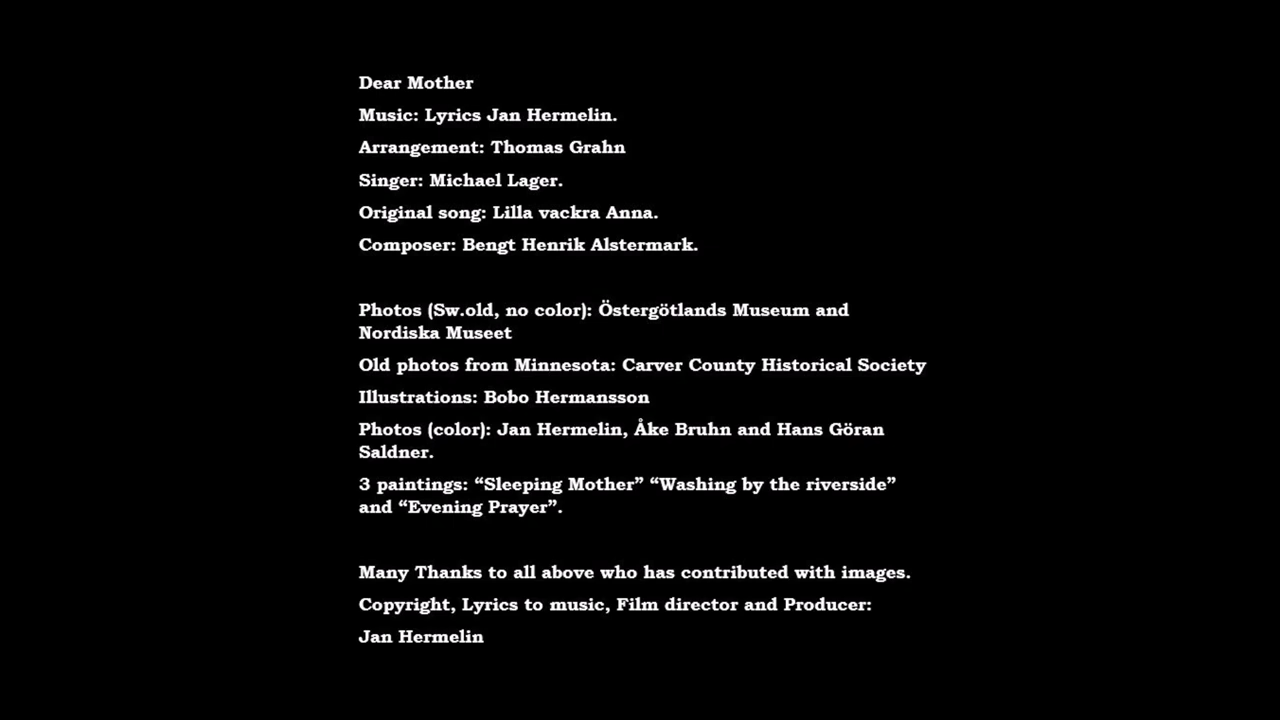 Dear Mother
Music: Lyrics Jan Hermelin.
Arrangement: Thomas Grahn
Singer: Michael Lager.
Original song: Lilla vackra Anna.
Composer: Bengt Henrik Alstermark.
Photos (Sw.old, no color): Östergötlands Museum and
Nordiska Museet
Old photos from Minnesota: Carver County Historical Society
Illustrations: Bobo Hermansson
Photos (color): Jan Hermelin, Åke Bruhn and Hans Göran
Saldner.
3 paintings: “Sleeping Mother” “Washing by the riverside”
and “Evening Prayer”.
Many Thanks to all above who has contributed with images.
Copyright, Lyrics to music, Film director and Producer:
Jan Hermelin